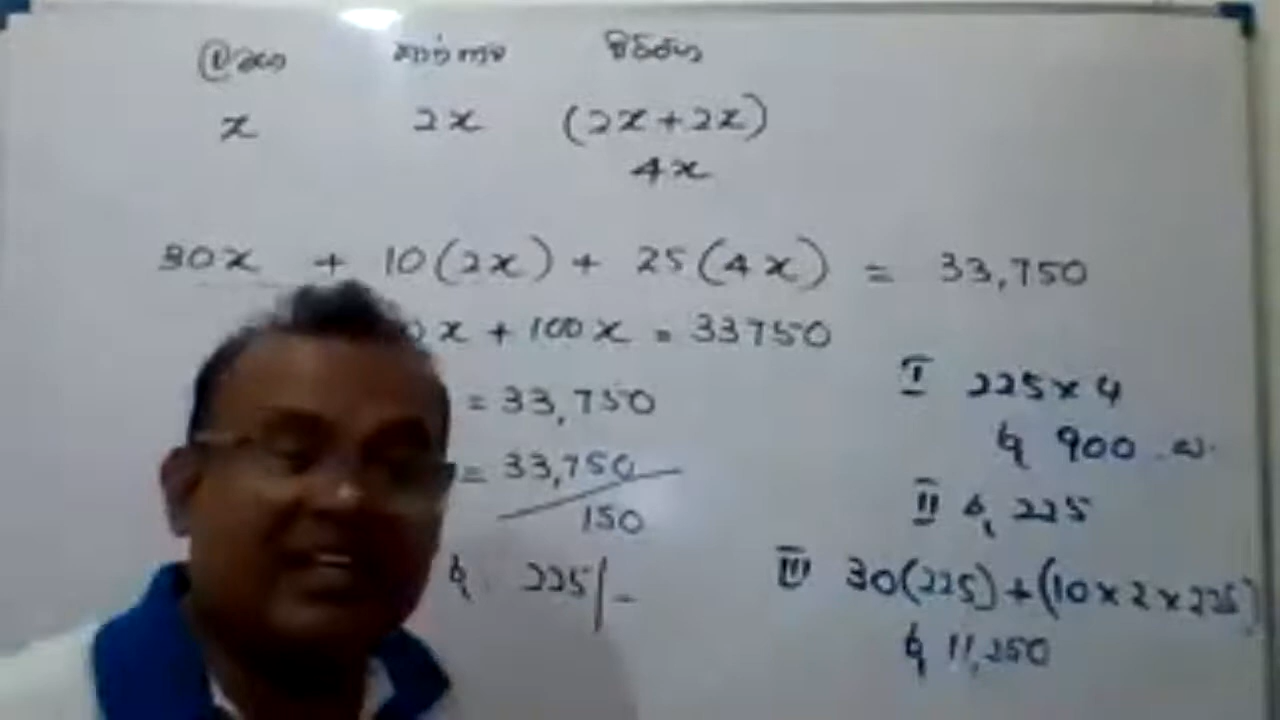 x 2x (2x + 2x)
4x
30x + 10(2x) + 25(4x) = 33,750
x + 100x = 33750
= 33,750
= 33,750
150
රු 225/-
I 225 x 4
රු 900
II රු 225
III 30(225) + (10 x 2 x 225)
රු 11,250